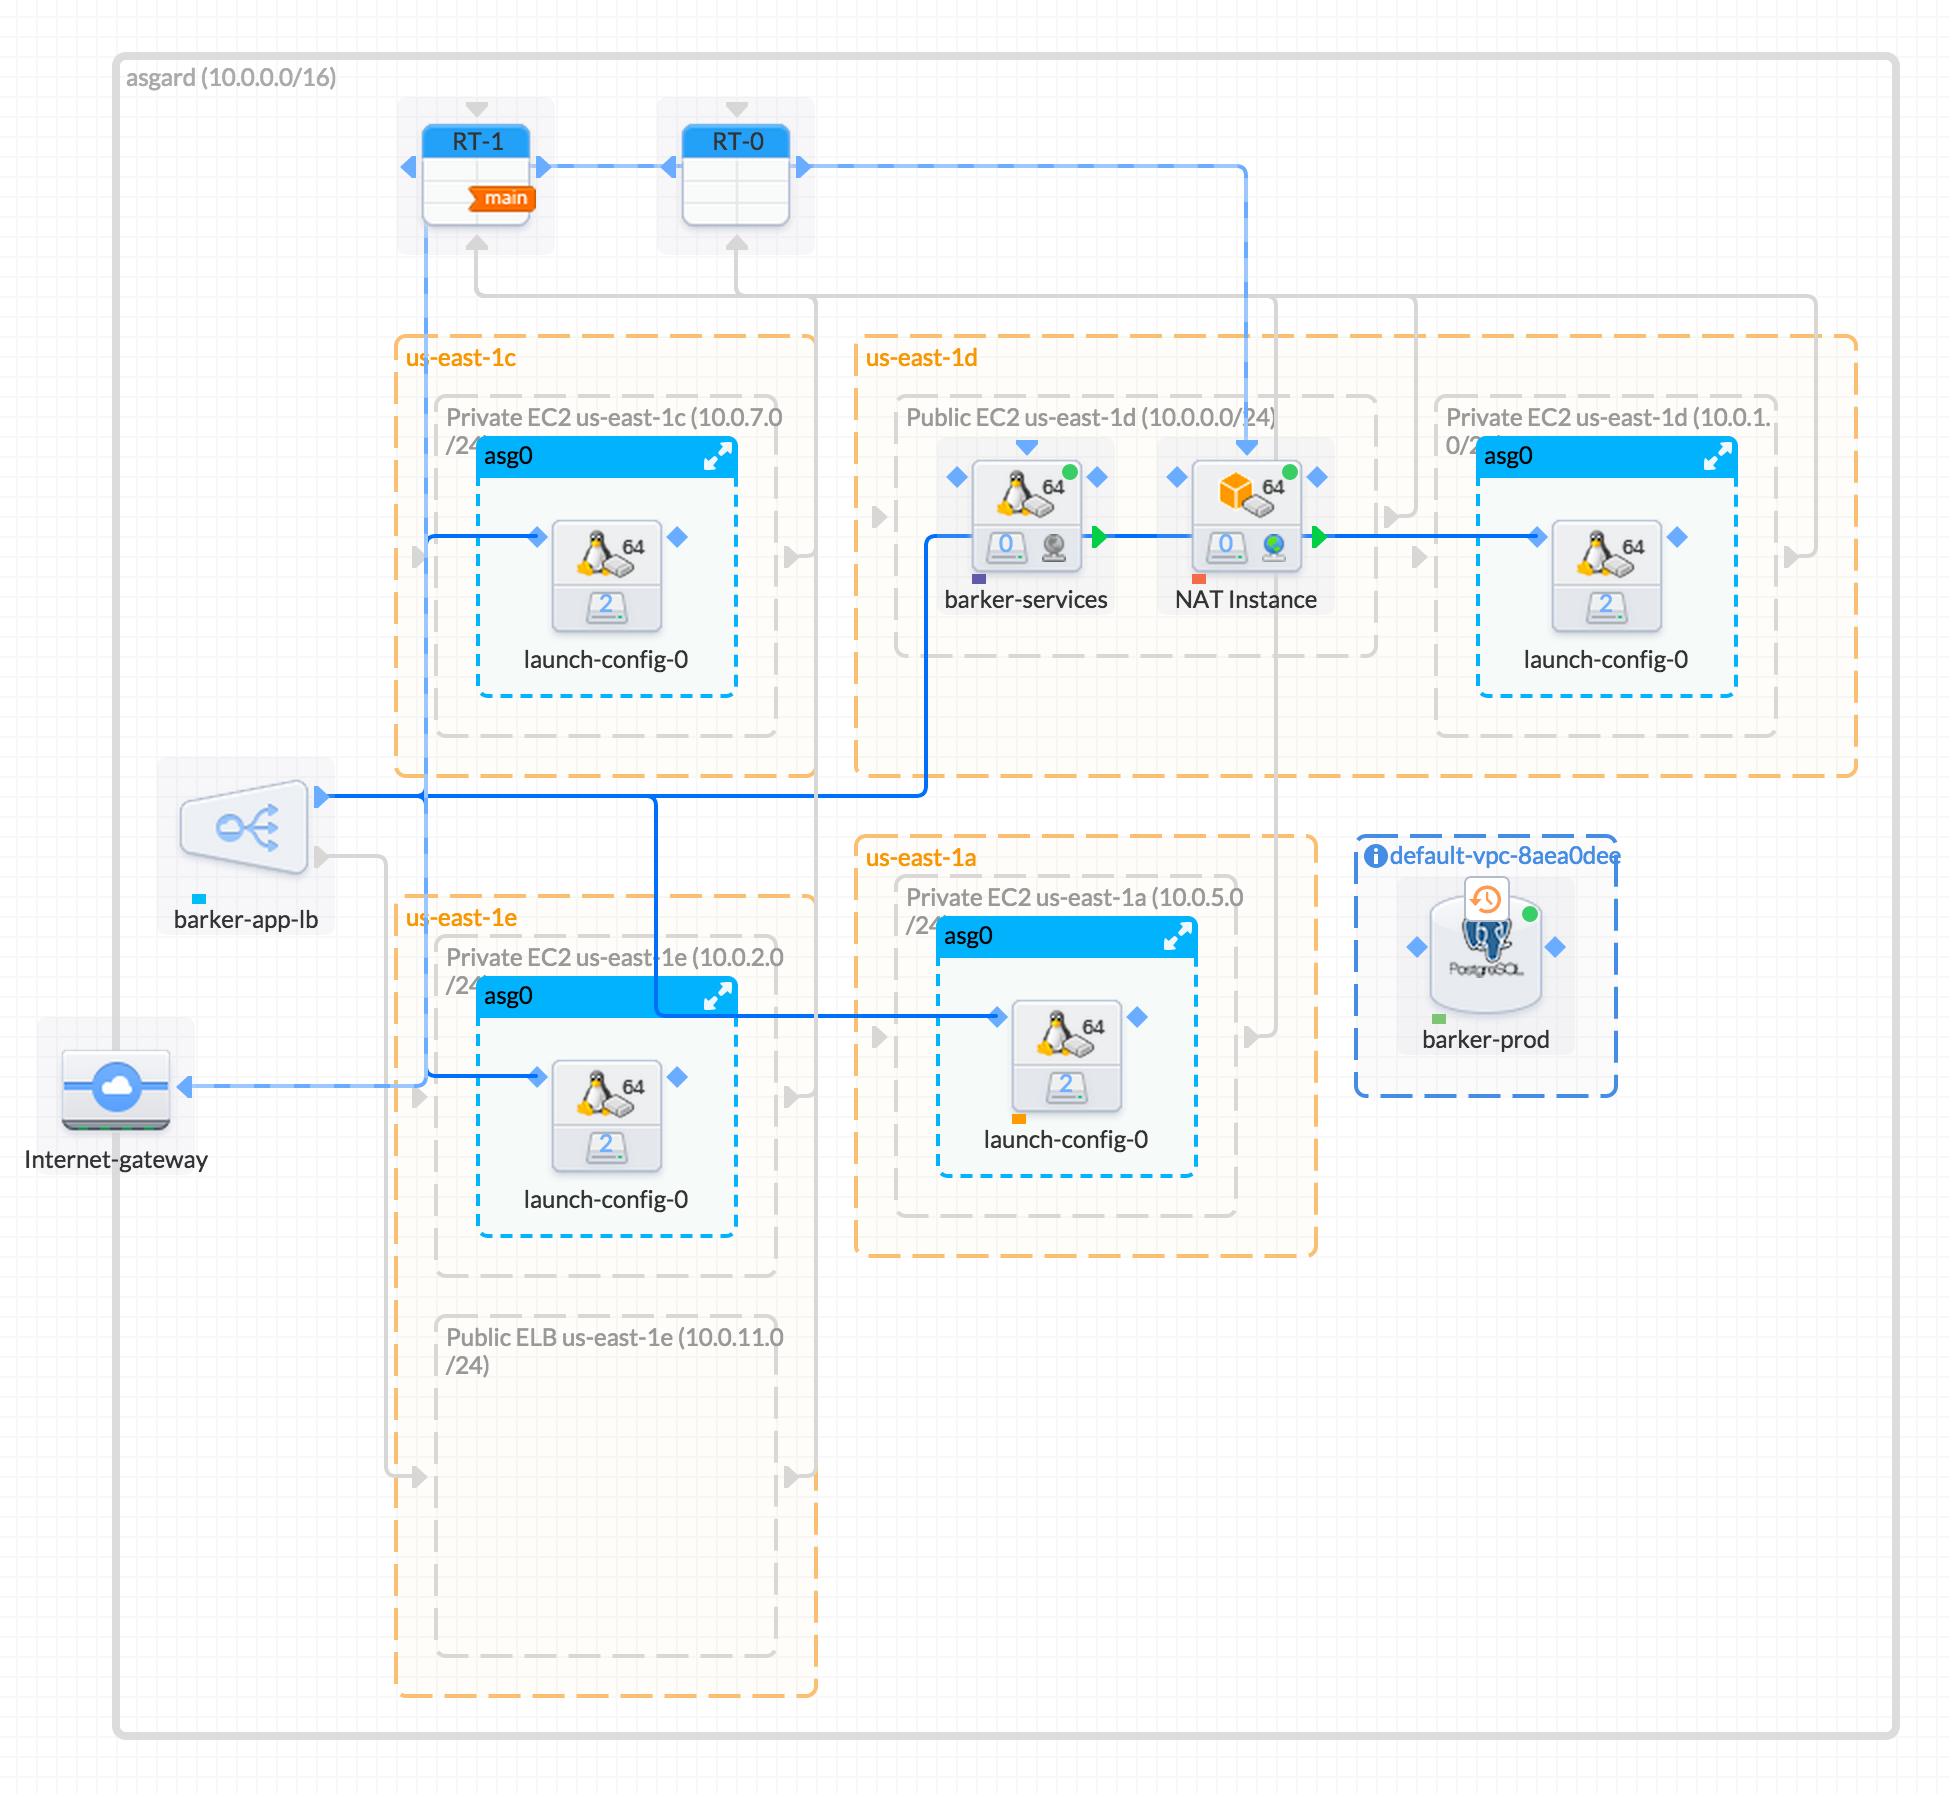 asgard (10.0.0.0/16)
RT-1
main
RT-0
us-east-1c
Private EC2 us-east-1c (10.0.7.0
/24
asg0
64
2
launch-config-0
us-east-1d
Public EC2 us-east-1d (10.0.0.0/24)
64
0
barker-services
64
0
NAT Instance
Private EC2 us-east-1d (10.0.1.
0/2
asg0
64
2
launch-config-0
barker-app-lb
Internet-gateway
us-east-1e
Private EC2 us-east-1e (10.0.2.0
/24
asg0
64
2
launch-config-0
Public ELB us-east-1e (10.0.11.0
/24)
us-east-1a
Private EC2 us-east-1a (10.0.5.0
/24
asg0
64
2
launch-config-0
default-vpc-8aea0dee
PostgreSQL
barker-prod